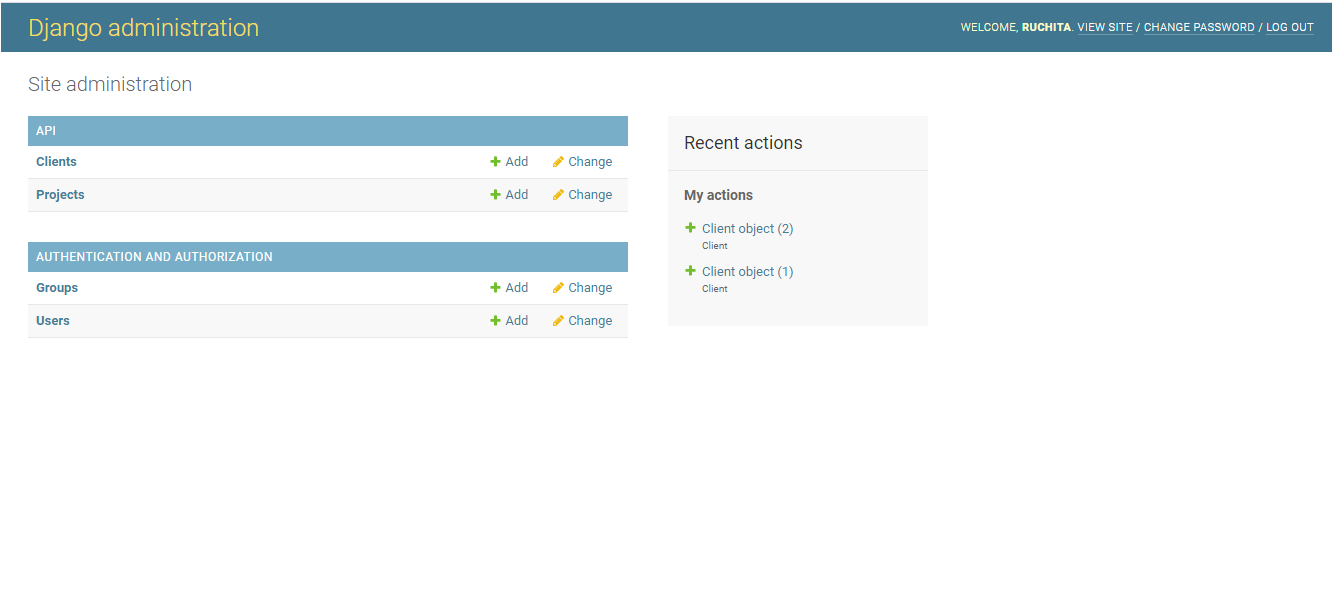 Django administration
WELCOME, RUCHITA. VIEW SITE / CHANGE PASSWORD / LOG OUT
Site administration
API
Clients Add Change
Projects Add Change
AUTHENTICATION AND AUTHORIZATION
Groups Add Change
Users Add Change
Recent actions
My actions
Client object (2)
Client
Client object (1)
Client